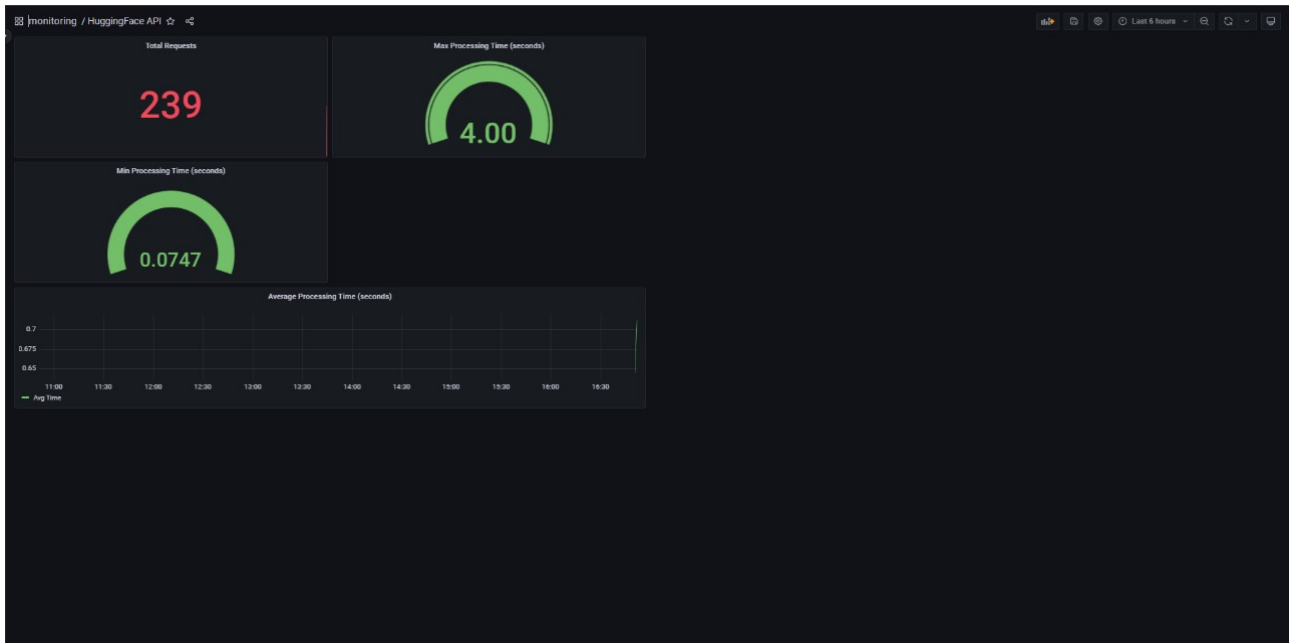 monitoring / HuggingFace API
Last 6 hours
Total Requests
239
Max Processing Time (seconds)
4.00
Min Processing Time (seconds)
0.0747
Average Processing Time (seconds)
0.7
0.675
0.65
11:00 11:30 12:00 12:30 13:00 13:30 14:00 14:30 15:00 15:30 16:00 16:30
Avg Time